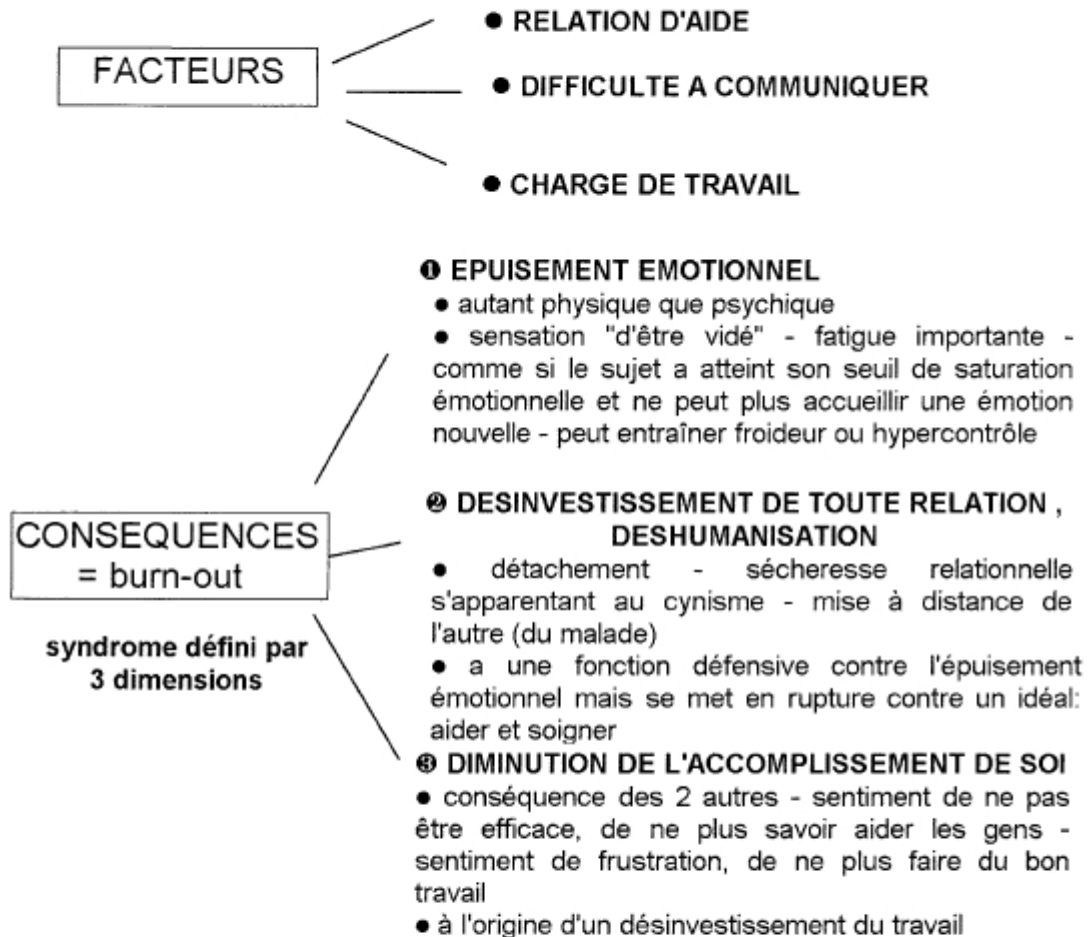 FACTEURS
● RELATION D'AIDE
● DIFFICULTE A COMMUNIQUER
● CHARGE DE TRAVAIL
❶ EPUISEMENT EMOTIONNEL
● autant physique que psychique
● sensation "d'être vidé" - fatigue importante -
comme si le sujet a atteint son seuil de saturation
émotionnelle et ne peut plus accueillir une émotion
nouvelle - peut entraîner froideur ou hypercontrôle
CONSEQUENCES
= burn-out
syndrome défini par
3 dimensions
❷ DESINVESTISSEMENT DE TOUTE RELATION ,
DESHUMANISATION
● détachement - sécheresse relationnelle
s'apparentant au cynisme - mise à distance de
l'autre (du malade)
● a une fonction défensive contre l'épuisement
émotionnel mais se met en rupture contre un idéal:
aider et soigner
❸ DIMINUTION DE L'ACCOMPLISSEMENT DE SOI
● conséquence des 2 autres - sentiment de ne pas
être efficace, de ne plus savoir aider les gens -
sentiment de frustration, de ne plus faire du bon
travail
● à l'origine d'un désinvestissement du travail